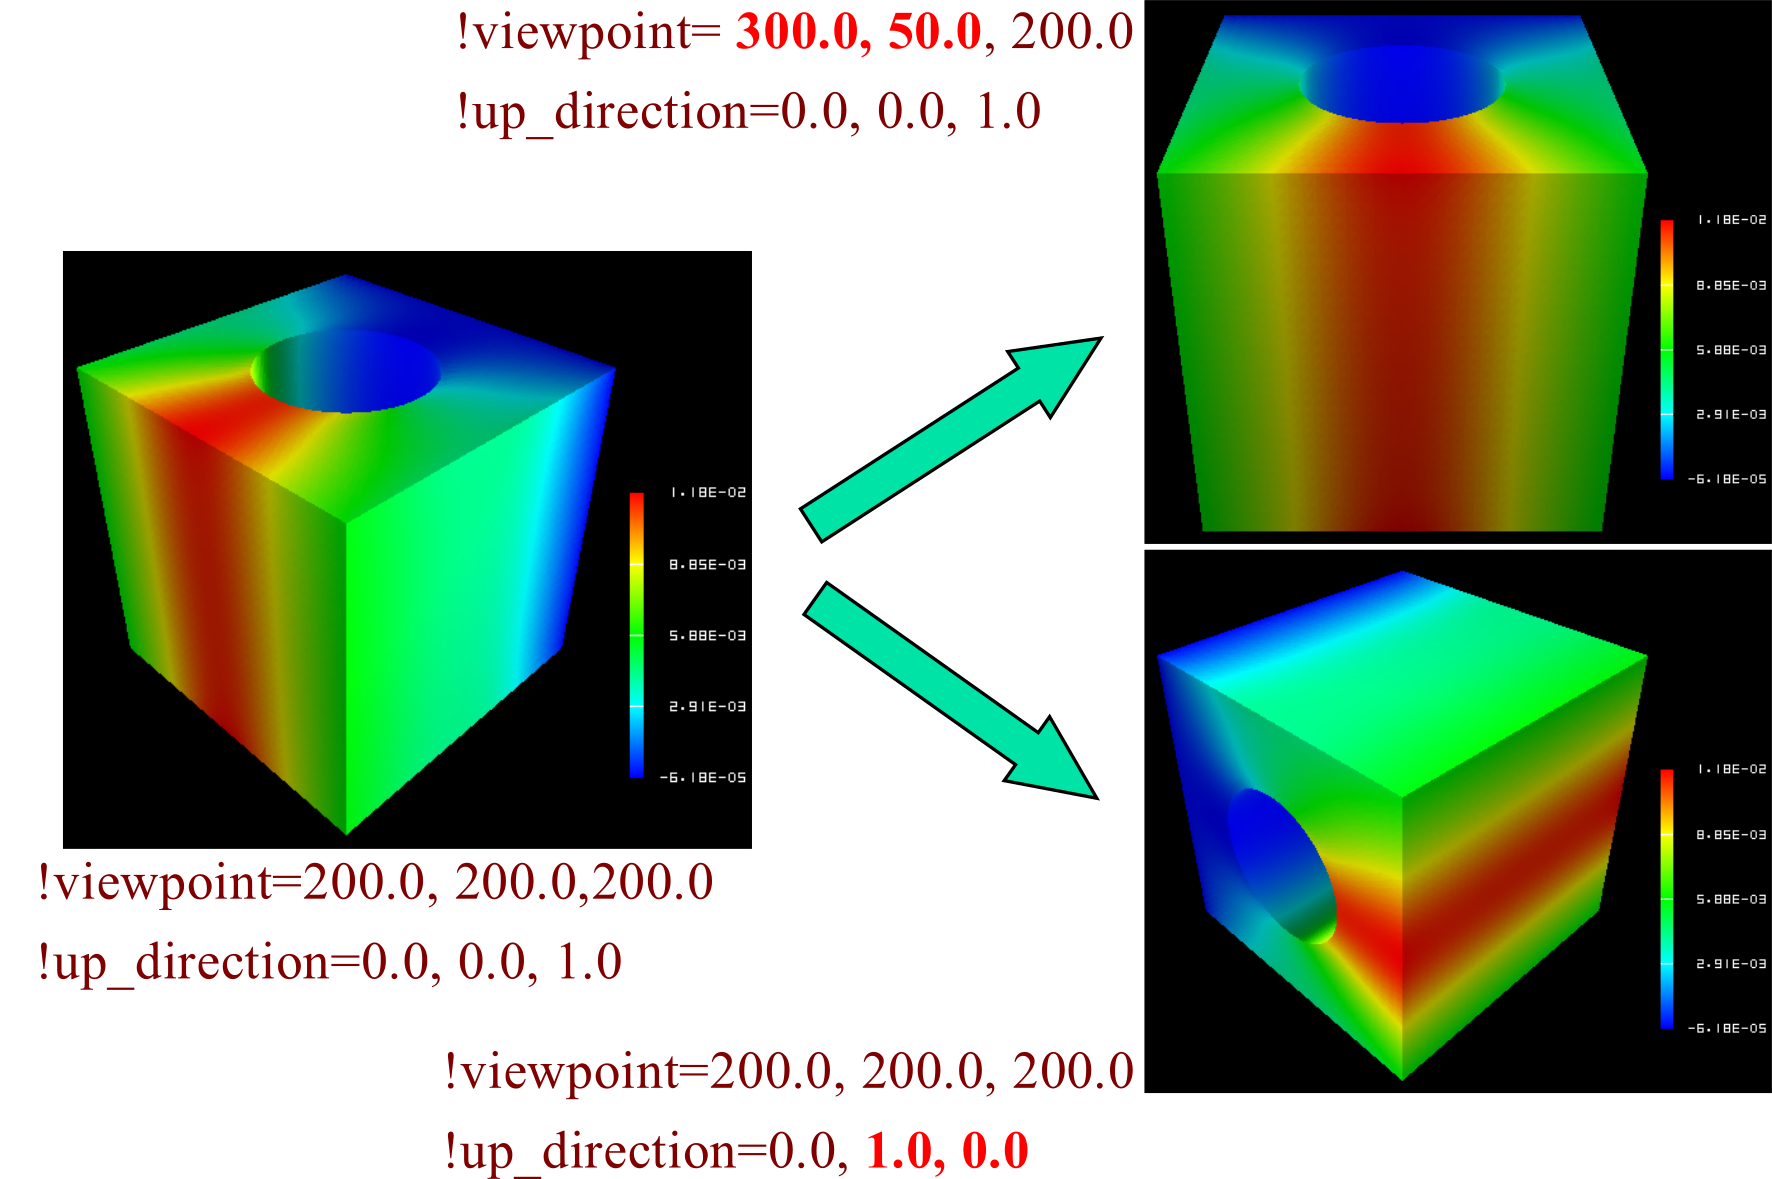 !viewpoint= 300.0, 50.0, 200.0
!up_direction=0.0, 0.0, 1.0
1.18E-02
8.85E-03
5.88E-03
2.91E-03
-6.18E-05
1.18E-02
8.85E-03
5.88E-03
2.91E-03
-6.18E-05
!viewpoint=200.0, 200.0,200.0
!up_direction=0.0, 0.0, 1.0
1.18E-02
8.85E-03
5.88E-03
2.91E-03
-6.18E-05
!viewpoint=200.0, 200.0, 200.0
!up_direction=0.0, 1.0, 0.0